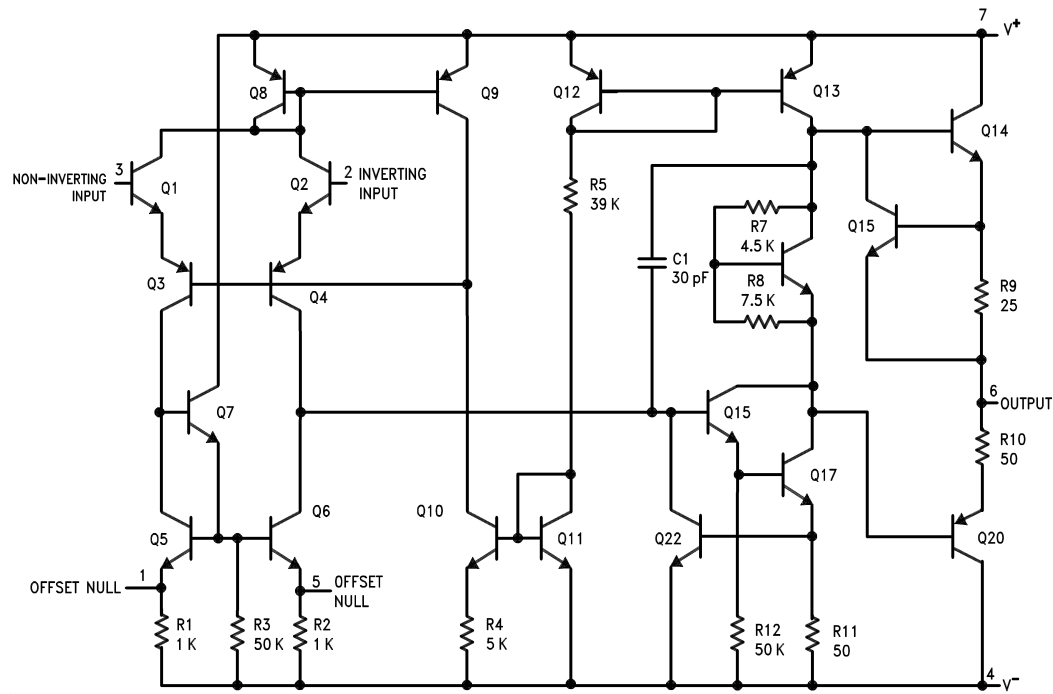 7
V+
Q8
Q9
Q12
Q13
Q14
3
NON-INVERTING
INPUT
Q1
Q2
2
INVERTING
INPUT
R5
39 K
Q15
R7
4.5 K
C1
30 pF
R8
7.5 K
Q3
Q4
R9
25
6
OUTPUT
Q7
Q15
R10
50
Q17
Q5
Q6
Q10
Q11
Q22
Q20
1
OFFSET NULL
5
OFFSET
NULL
R1
1 K
R3
50 K
R2
1 K
R4
5 K
R12
50 K
R11
50
4
V-